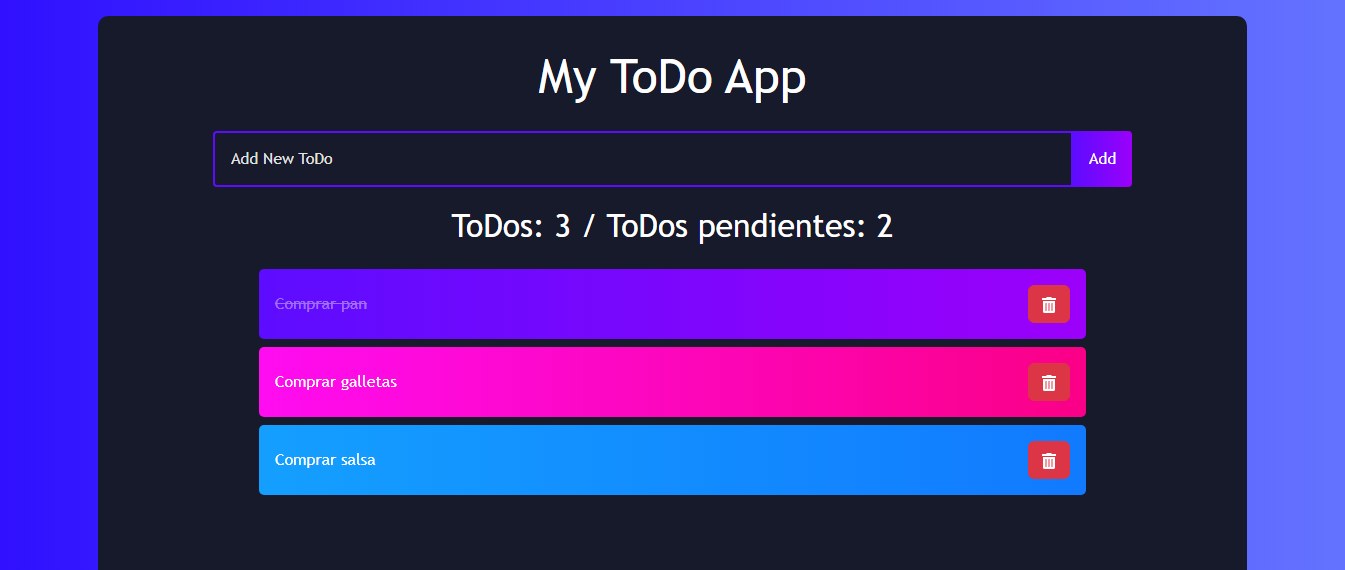 My ToDo App
Add New ToDo
Add
ToDos: 3 / ToDos pendientes: 2
Comprar pan
Comprar galletas
Comprar salsa